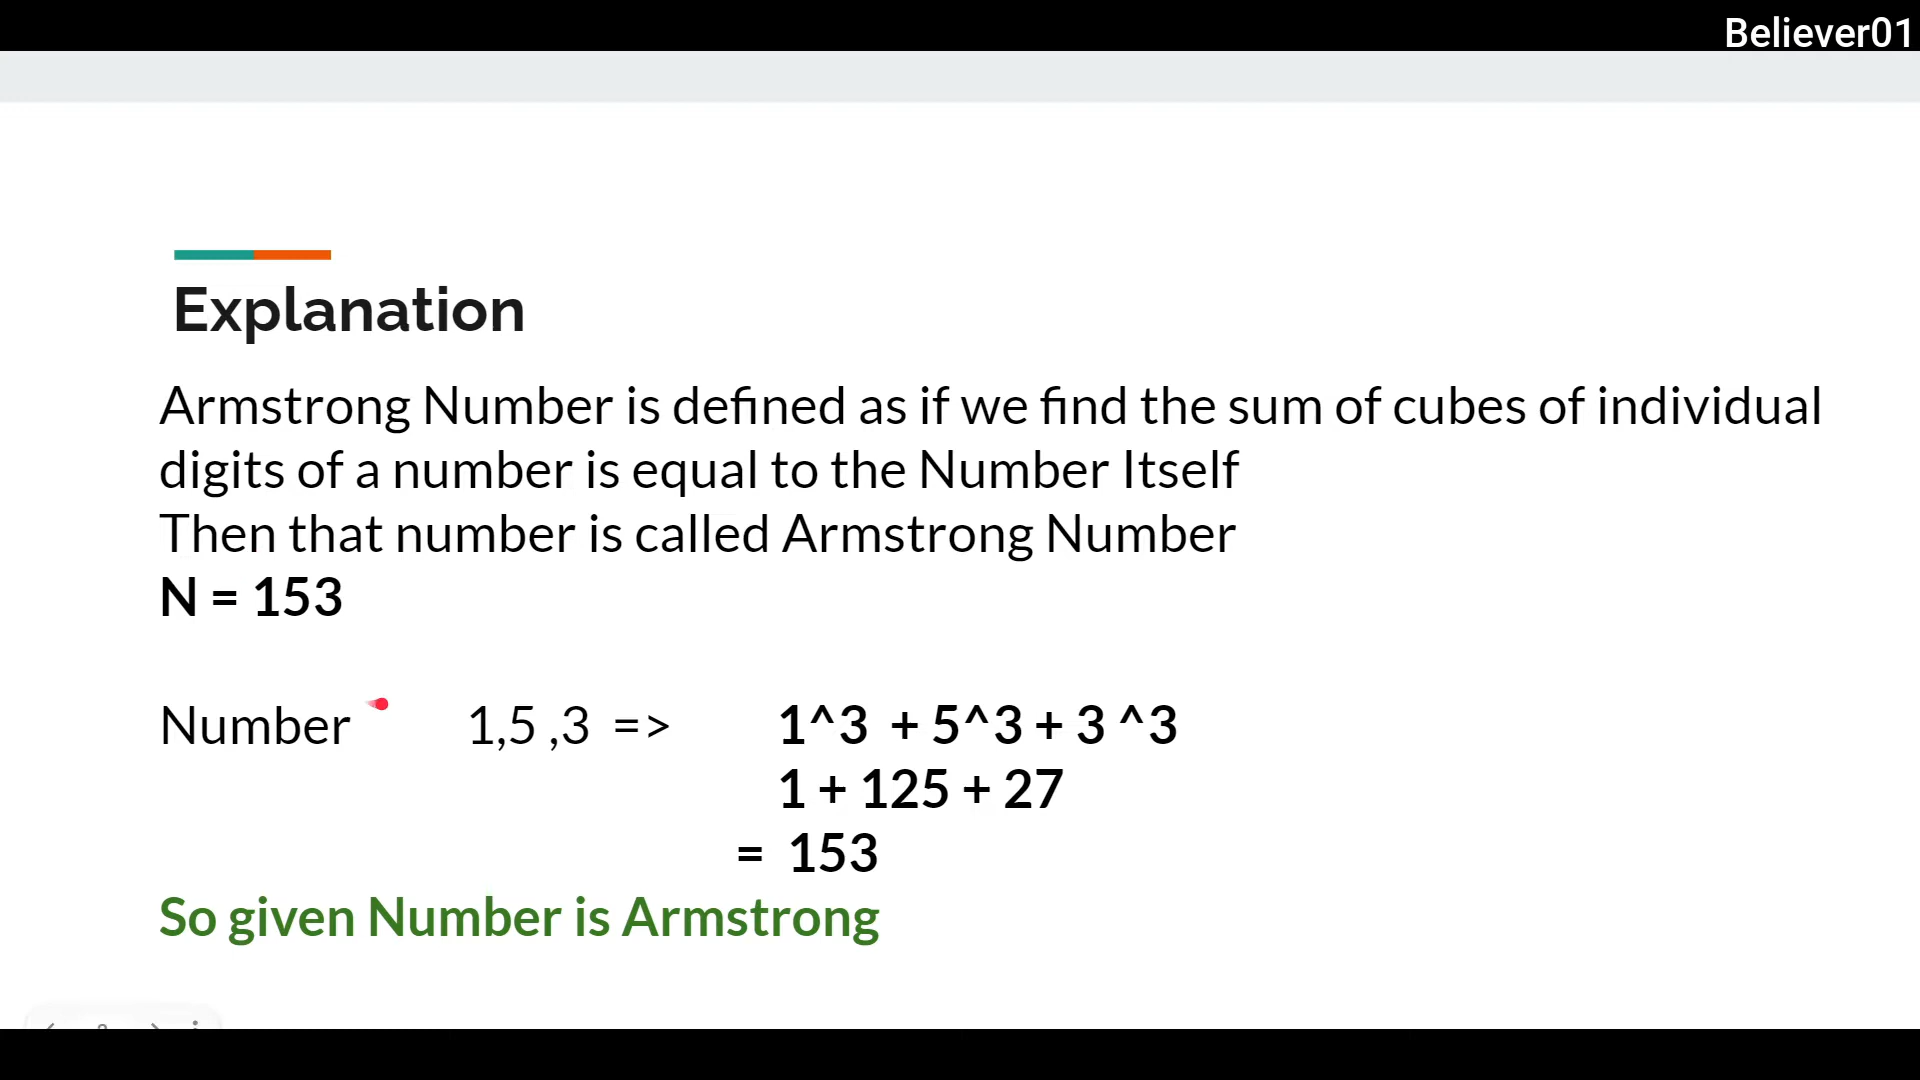 Believer01
Explanation
Armstrong Number is defined as if we find the sum of cubes of individual
digits of a number is equal to the Number Itself
Then that number is called Armstrong Number
N = 153
Number 1,5 ,3 => 1^3 + 5^3 + 3 ^3
1 + 125 + 27
= 153
So given Number is Armstrong